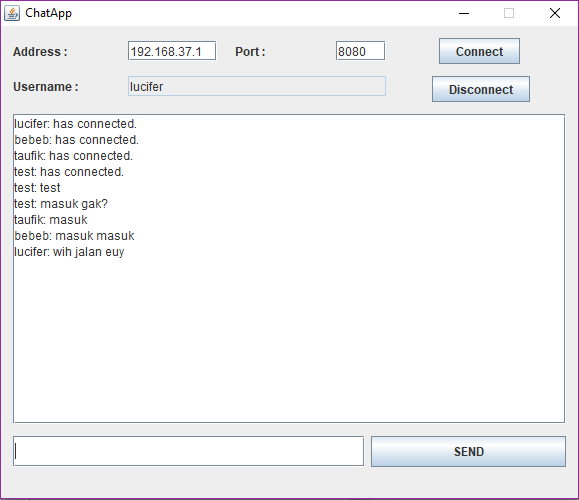 ChatApp
Address : 192.168.37.1 Port : 8080 Connect
Username : lucifer Disconnect
lucifer: has connected.
bebeb: has connected.
taufik: has connected.
test: has connected.
test: test
test: masuk gak?
taufik: masuk
bebeb: masuk masuk
lucifer: wih jalan euy
SEND